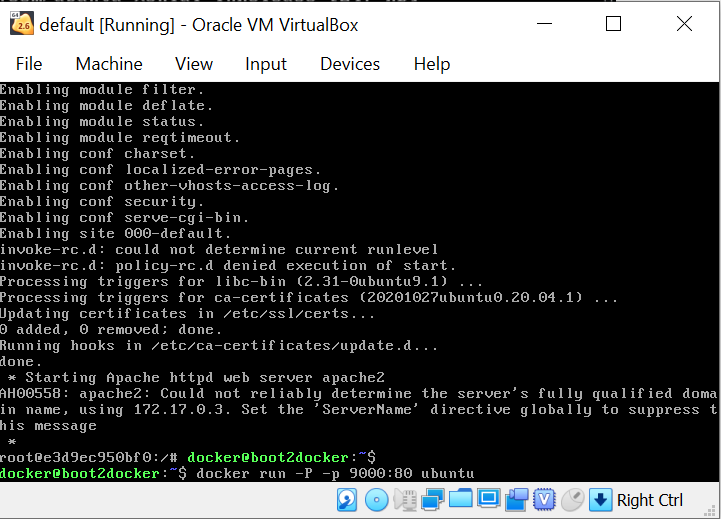 64
2.6
default [Running] - Oracle VM VirtualBox
File Machine View Input Devices Help
Enabling module filter.
Enabling module deflate.
Enabling module status.
Enabling module reqtimeout.
Enabling conf charset.
Enabling conf localized-error-pages.
Enabling conf other-vhosts-access-log.
Enabling conf security.
Enabling conf serve-cgi-bin.
Enabling site 000-default.
invoke-rc.d: could not determine current runlevel
invoke-rc.d: policy-rc.d denied execution of start.
Processing triggers for libc-bin (2.31-0ubuntu9.1) ...
Processing triggers for ca-certificates (20201027ubuntu0.20.04.1) ...
Updating certificates in /etc/ssl/certs...
0 added, 0 removed; done.
Running hooks in /etc/ca-certificates/update.d...
done.
 * Starting Apache httpd web server apache2
AH00558: apache2: Could not reliably determine the server's fully qualified doma
in name, using 172.17.0.3. Set the 'ServerName' directive globally to suppress t
his message
 *
root@e3d9ec950bf0:/# docker@boot2docker:~$
docker@boot2docker:~$ docker run -P -p 9000:80 ubuntu
Right Ctrl